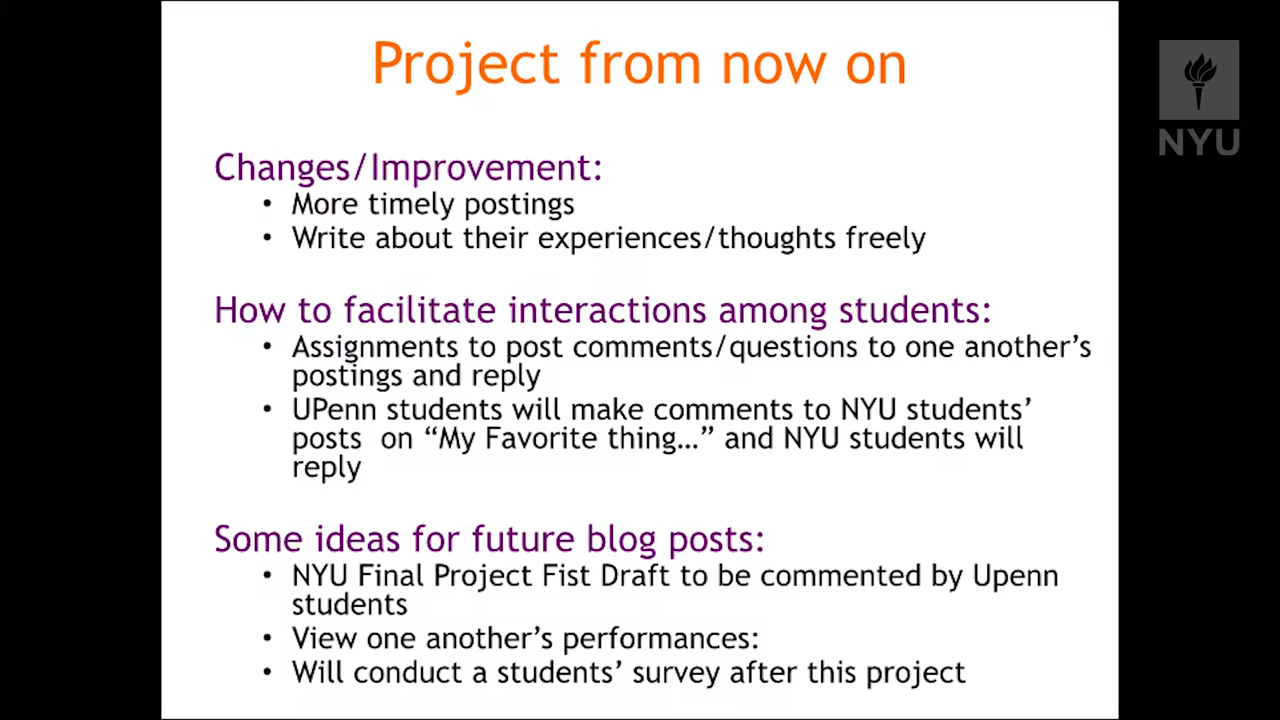 Project from now on
NYU
Changes/Improvement:
• More timely postings
• Write about their experiences/thoughts freely
How to facilitate interactions among students:
• Assignments to post comments/questions to one another’s
postings and reply
• UPenn students will make comments to NYU students’
posts  on “My Favorite thing…” and NYU students will
reply
Some ideas for future blog posts:
• NYU Final Project Fist Draft to be commented by Upenn
students
• View one another’s performances:
• Will conduct a students’ survey after this project